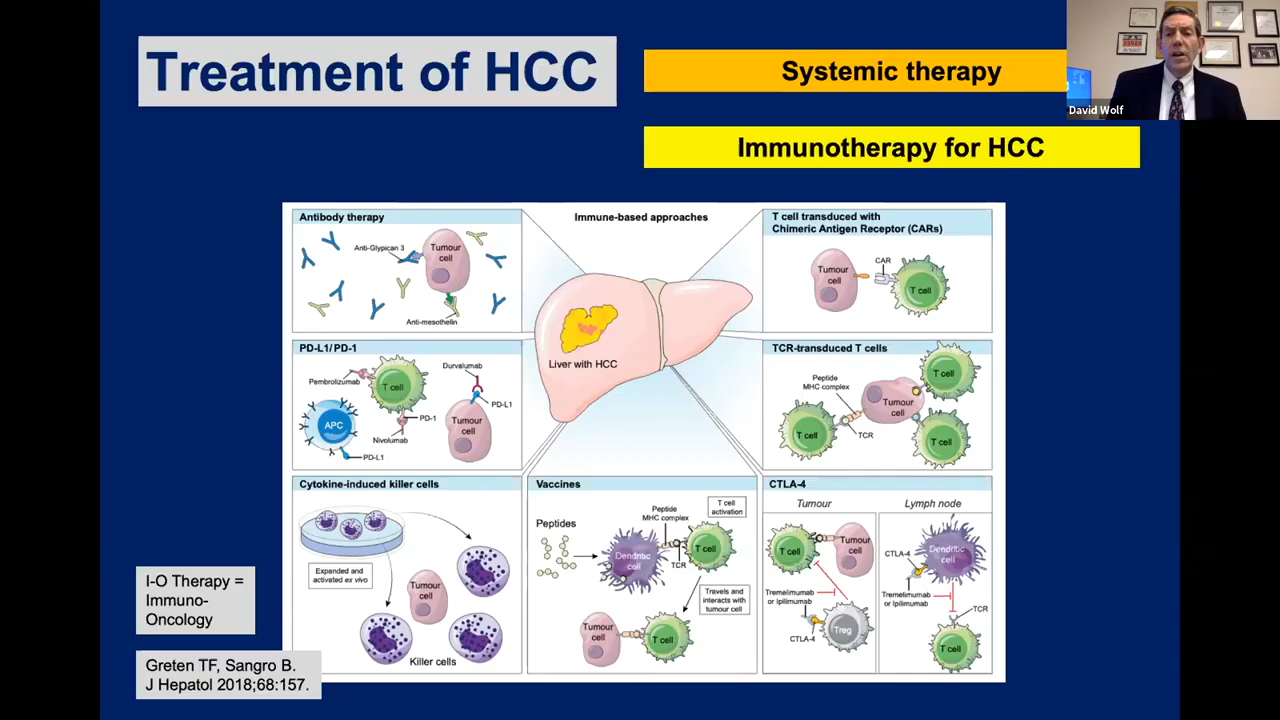 Treatment of HCC
Systemic therapy
David Wolf
Immunotherapy for HCC
Antibody therapy
Anti-Glypican 3
Tumour
cell
Anti-mesothelin
Immune-based approaches
Liver with HCC
T cell transduced with
Chimeric Antigen Receptor (CARs)
Tumour
cell
CAR
T cell
PD-L1/PD-1
Pembrolizumab
T cell
Durvalumab
PD-L1
APC
PD-1
Nivolumab
Tumour
cell
PD-L1
TCR-transduced T cells
Peptide
MHC complex
T cell
Tumour
cell
T cell
TCR
T cell
Cytokine-induced killer cells
Expanded and
activated ex vivo
Tumour
cell
Killer cells
Vaccines
Peptides
Peptide
MHC complex
T cell
activation
Dendritic
cell
TCR
T cell
Travels and
interacts with
tumour cell
Tumour
cell
T cell
CTLA-4
Tumour
Lymph node
T cell
Tumour
cell
Tremelimumab
or Ipilimumab
CTLA-4
Treg
CTLA-4
Dendritic
cell
Tremelimumab
or Ipilimumab
TCR
T cell
I-O Therapy =
Immuno-
Oncology
Greten TF, Sangro B.
J Hepatol 2018;68:157.